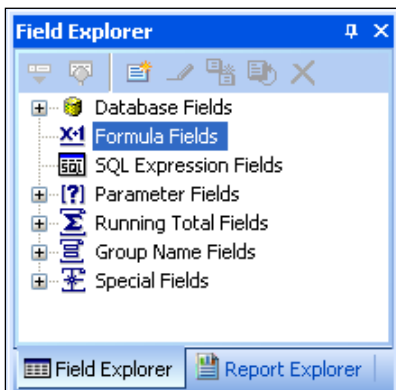 Field Explorer
Database Fields
X+1 Formula Fields
SQL SQL Expression Fields
[?] Parameter Fields
Σ Running Total Fields
Group Name Fields
Special Fields
Field Explorer Report Explorer